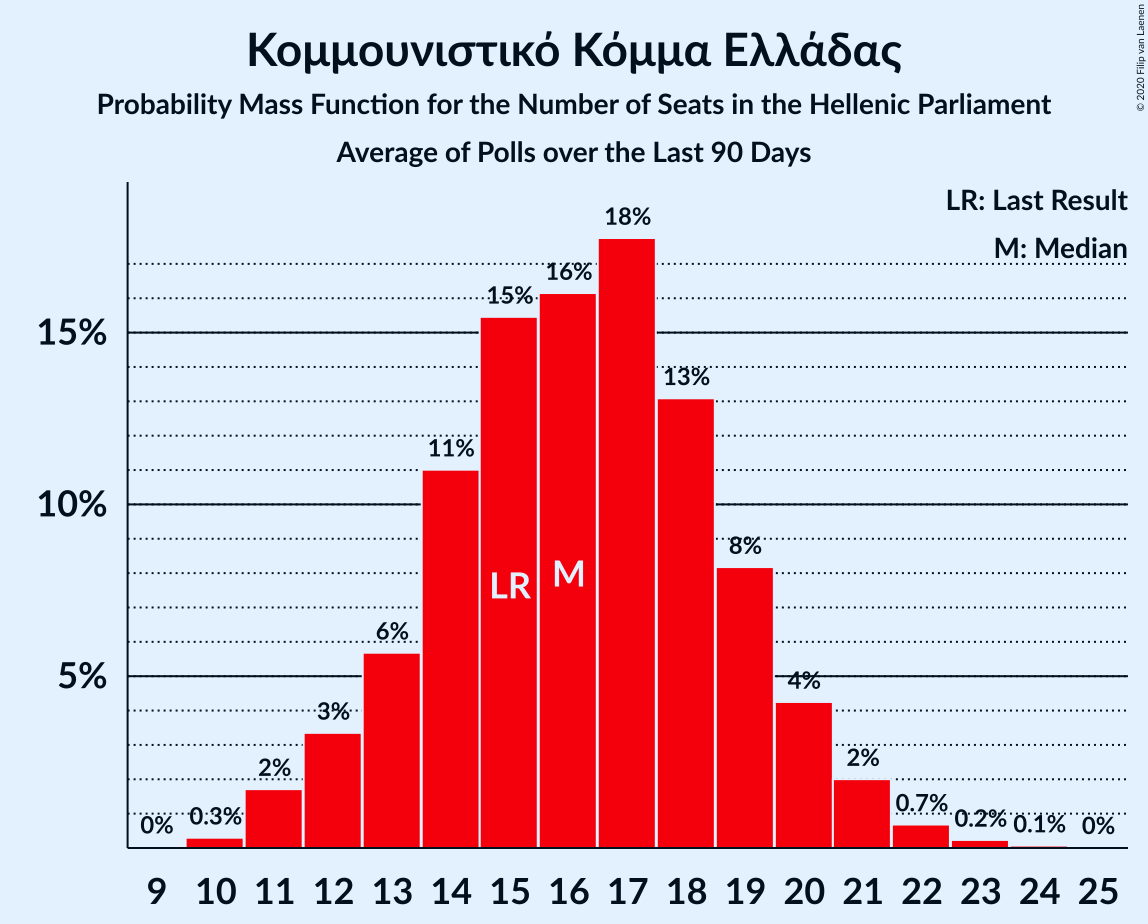 Κομμουνιστικό Κόμμα Ελλάδας
Probability Mass Function for the Number of Seats in the Hellenic Parliament
Average of Polls over the Last 90 Days
© 2020 Filip van Laenen
LR: Last Result
M: Median
15%
10%
5%
0%
0.3%
2%
3%
6%
11%
15%
16%
18%
13%
8%
4%
2%
0.7%
0.2%
0.1%
0%
LR
M
9 10 11 12 13 14 15 16 17 18 19 20 21 22 23 24 25